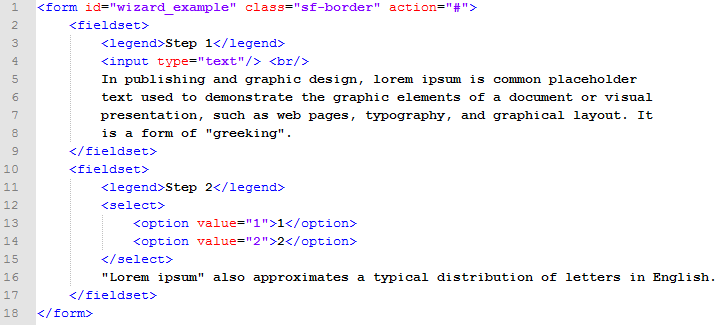 1 <form id="wizard_example" class="sf-border" action="#">
2     <fieldset>
3         <legend>Step 1</legend>
4         <input type="text"/> <br/>
5         In publishing and graphic design, lorem ipsum is common placeholder
6         text used to demonstrate the graphic elements of a document or visual
7         presentation, such as web pages, typography, and graphical layout. It
8         is a form of "greeking".
9     </fieldset>
10     <fieldset>
11         <legend>Step 2</legend>
12         <select>
13             <option value="1">1</option>
14             <option value="2">2</option>
15         </select>
16         "Lorem ipsum" also approximates a typical distribution of letters in English.
17     </fieldset>
18 </form>